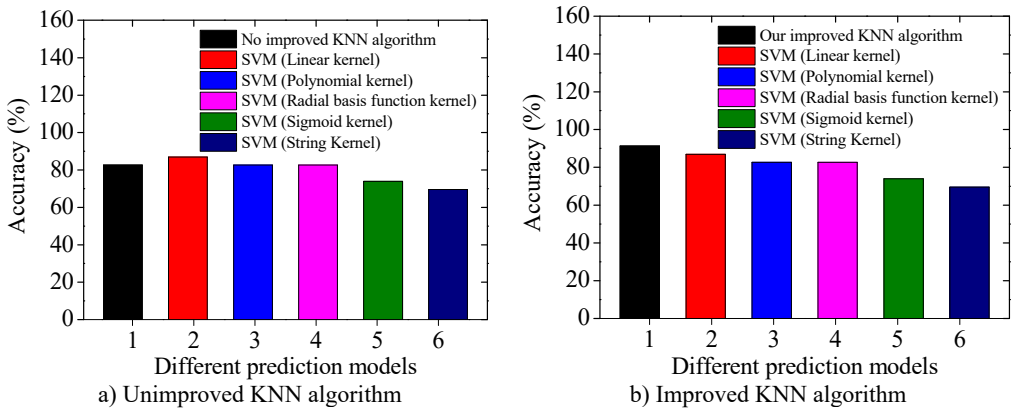 Accuracy (%)
160
140
120
100
80
60
40
20
0
No improved KNN algorithm
SVM (Linear kernel)
SVM (Polynomial kernel)
SVM (Radial basis function kernel)
SVM (Sigmoid kernel)
SVM (String Kernel)
1 2 3 4 5 6
Different prediction models
a) Unimproved KNN algorithm
Accuracy (%)
160
140
120
100
80
60
40
20
0
Our improved KNN algorithm
SVM (Linear kernel)
SVM (Polynomial kernel)
SVM (Radial basis function kernel)
SVM (Sigmoid kernel)
SVM (String Kernel)
1 2 3 4 5 6
Different prediction models
b) Improved KNN algorithm